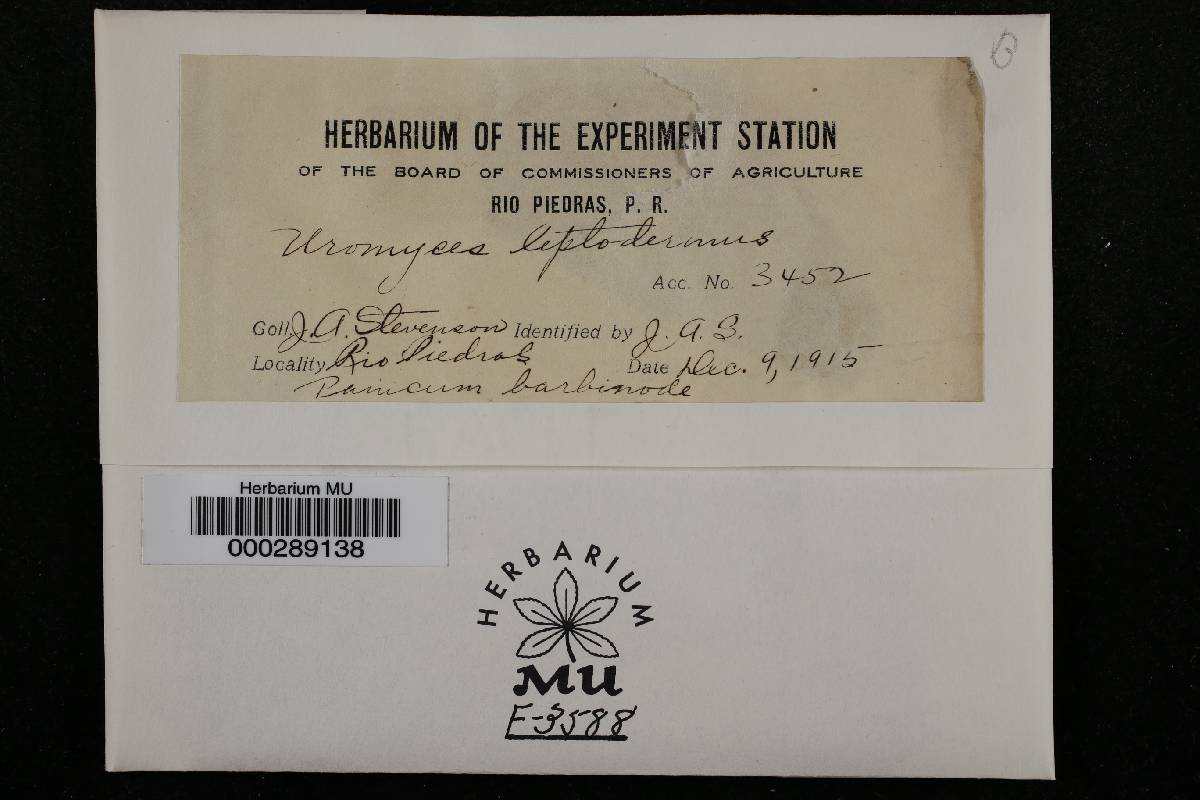 HERBARIUM OF THE EXPERIMENT STATION
OF THE BOARD OF COMMISSIONERS OF AGRICULTURE
RIO PIEDRAS, P. R.
Uromyces leptodermus
Acc. No. 3452
Coll. J. A. Stevenson Identified by J. A. S.
Locality Rio Piedras Date Dec. 9, 1915
Panicum barbinode
Herbarium MU
000289138
HERBARIUM
MU
F-3588